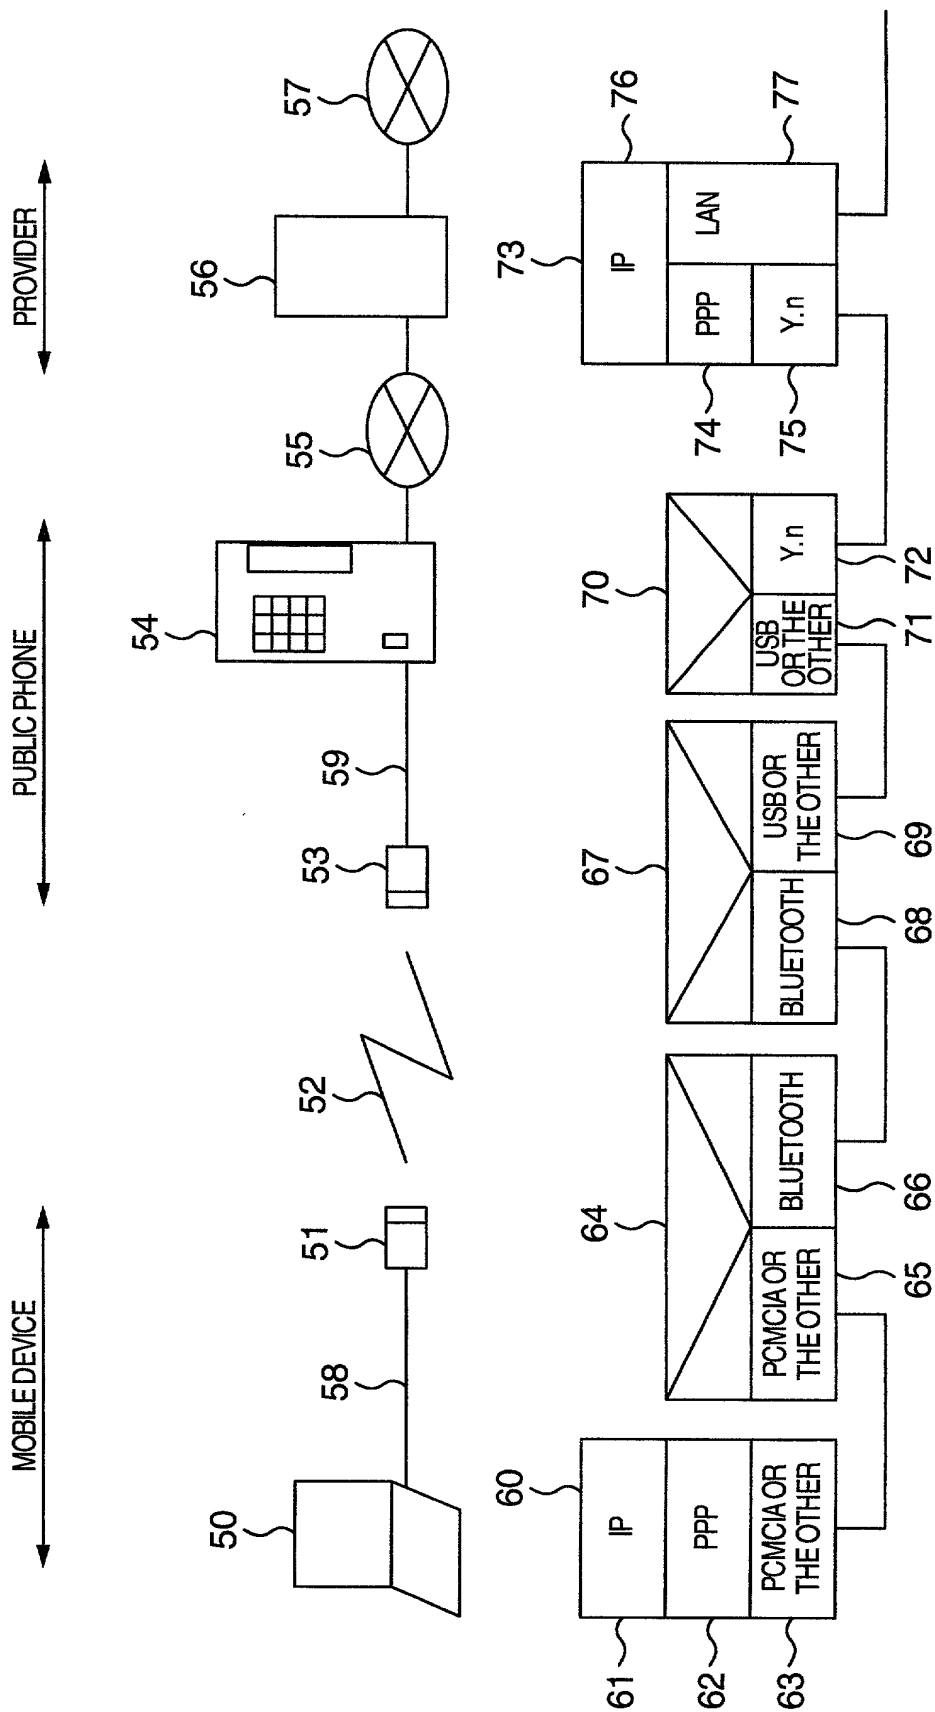 MOBILE DEVICE
PUBLIC PHONE
PROVIDER
50
58
51
52
53
59
54
55
56
57
60
61
IP
62
PPP
63
PCMCIA OR
THE OTHER
64
PCMCIA OR
THE OTHER
65
BLUETOOTH
66
67
BLUETOOTH
68
USB OR
THE OTHER
69
70
USB
OR THE
OTHER
71
Y.n
72
73
IP
76
PPP
74
LAN
77
Y.n
75